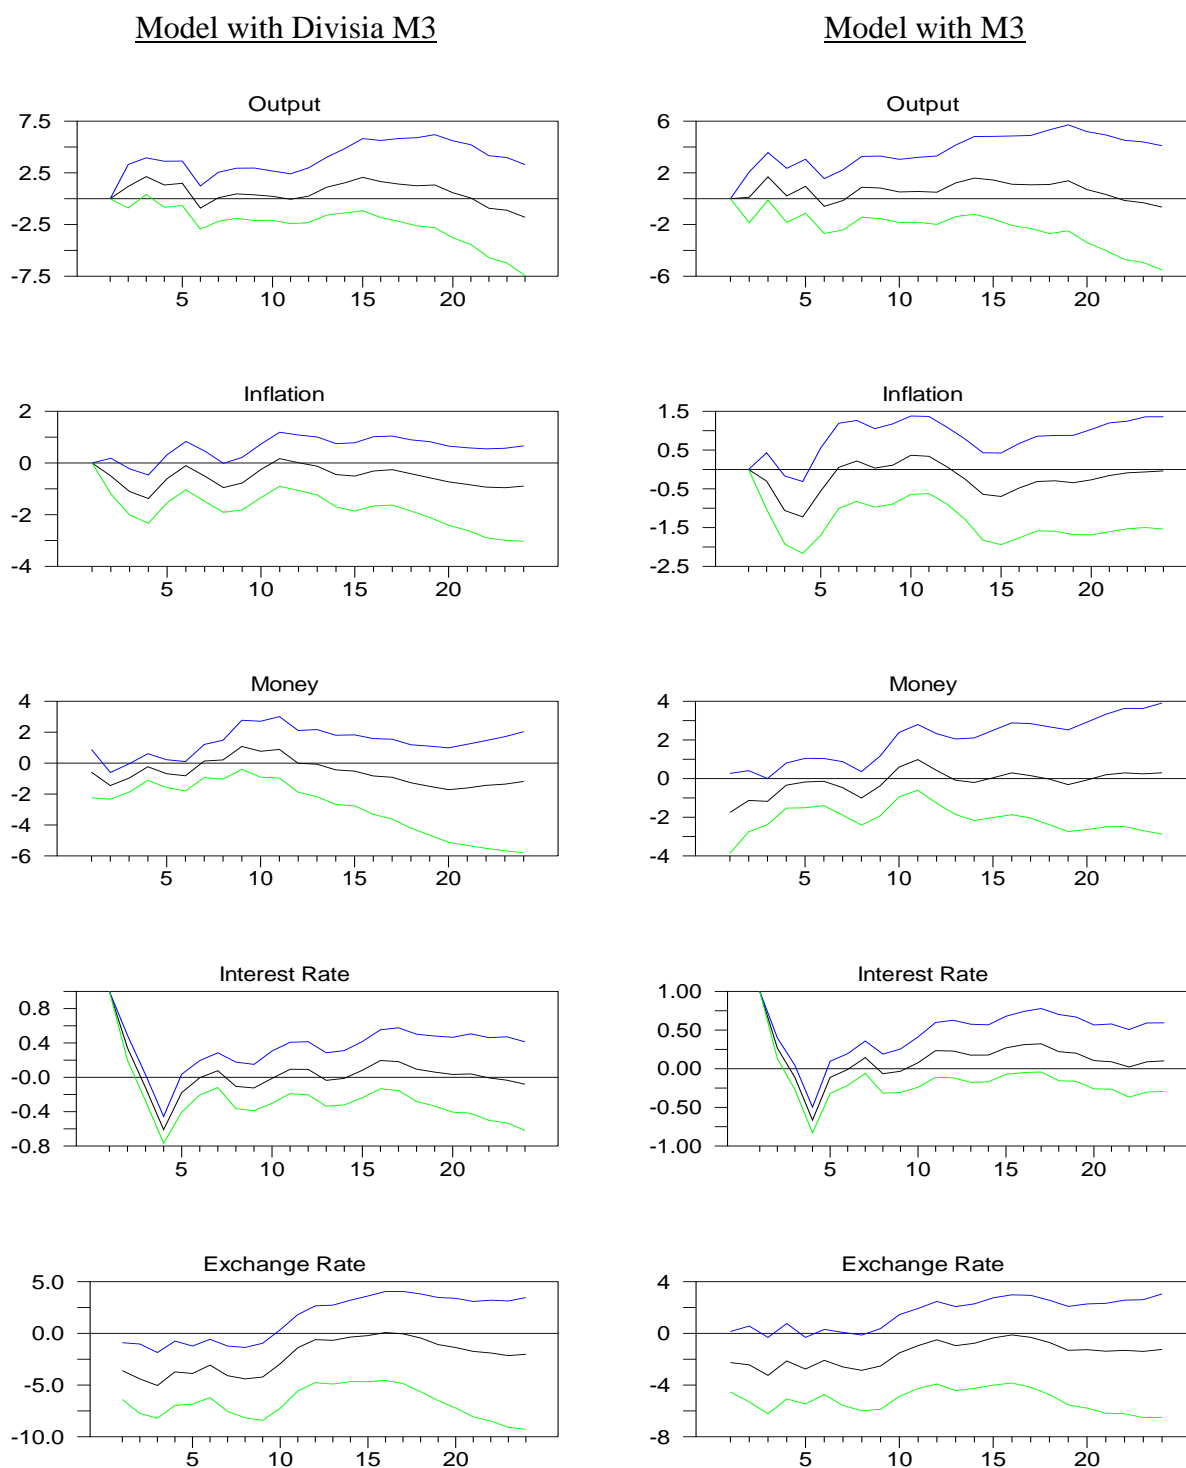 Model with Divisia M3
Model with M3
Output
7.5
2.5
-2.5
-7.5
5 10 15 20
Output
6
2
-2
-6
5 10 15 20
Inflation
2
0
-2
-4
5 10 15 20
Inflation
1.5
0.5
-0.5
-1.5
-2.5
5 10 15 20
Money
4
2
0
-2
-4
-6
5 10 15 20
Money
4
2
0
-2
-4
5 10 15 20
Interest Rate
0.8
0.4
-0.0
-0.4
-0.8
5 10 15 20
Interest Rate
1.00
0.50
0.00
-0.50
-1.00
5 10 15 20
Exchange Rate
5.0
0.0
-5.0
-10.0
5 10 15 20
Exchange Rate
4
0
-4
-8
5 10 15 20